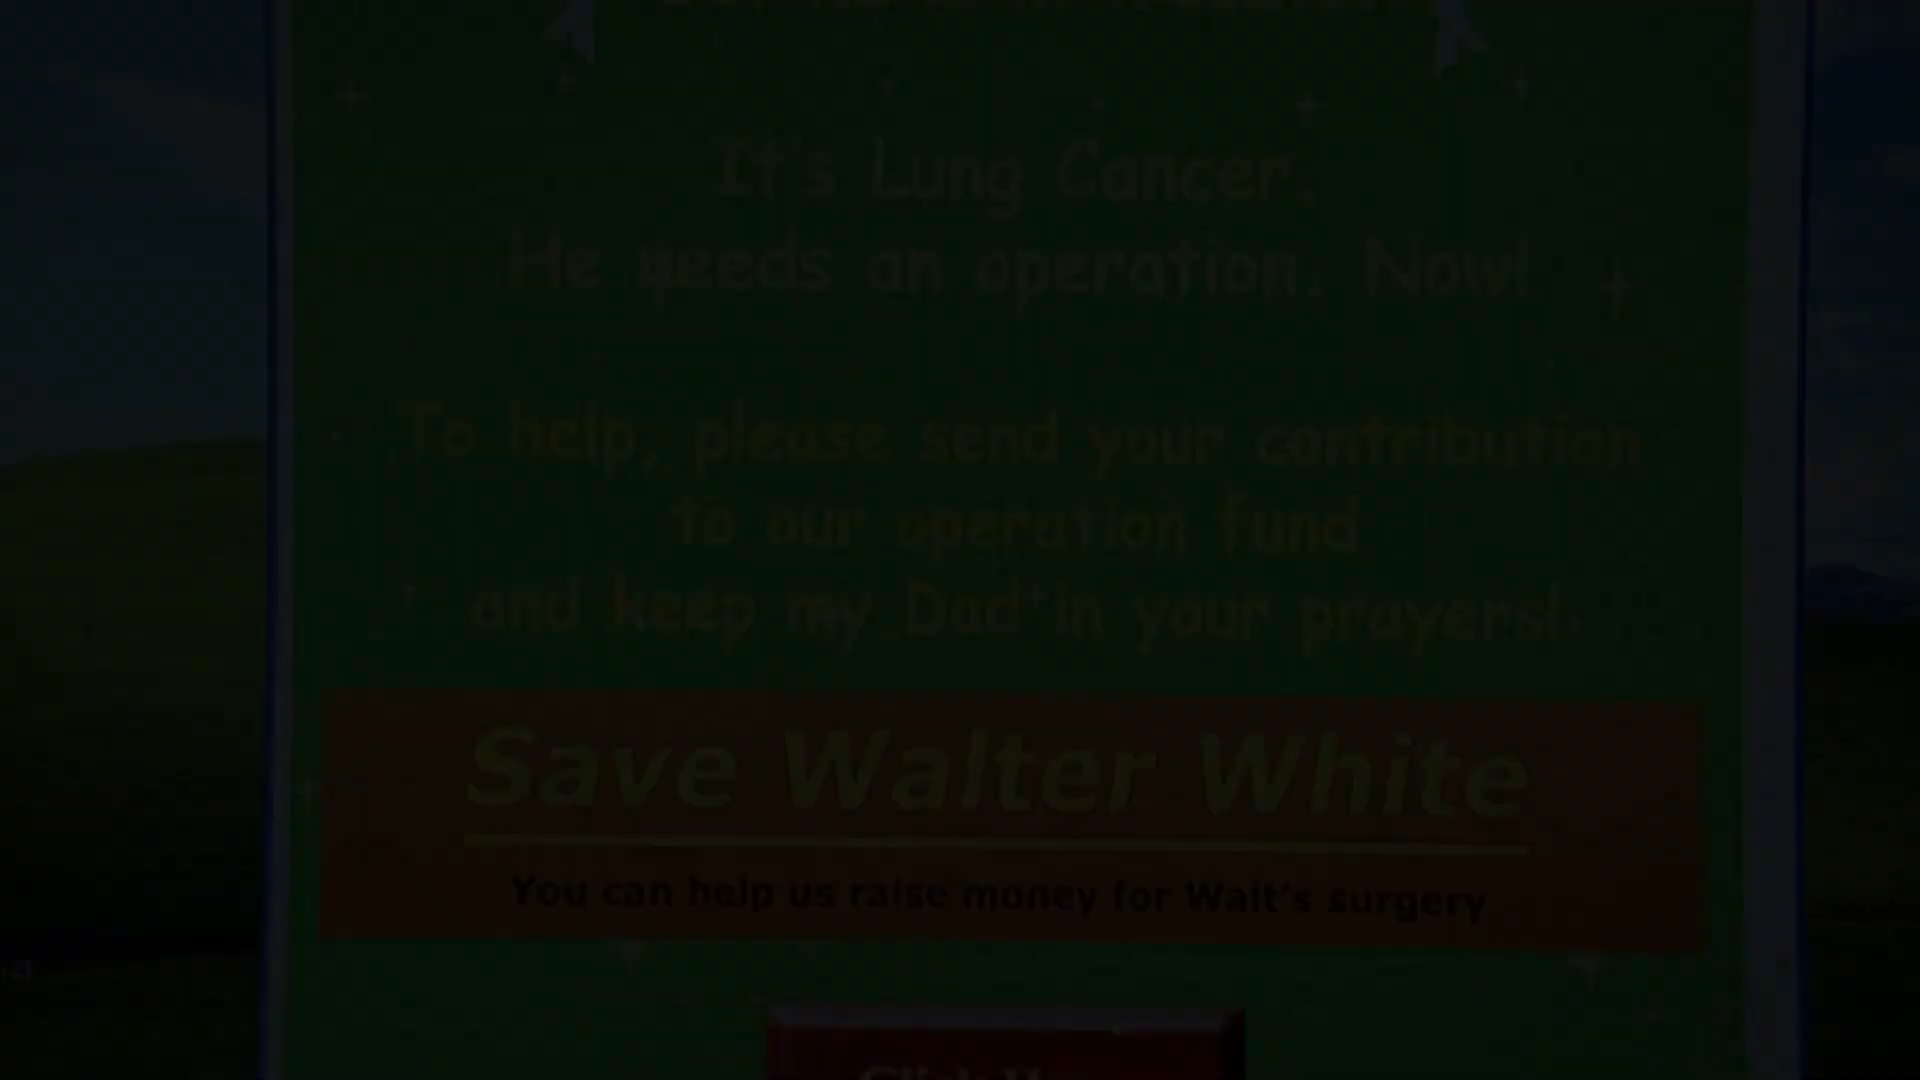 It's Lung Cancer.
He needs an operation. Now!
To help, please send your contribution
to our operation fund
and keep my Dad in your prayers!
Save Walter White
You can help us raise money for Walt's surgery
Click